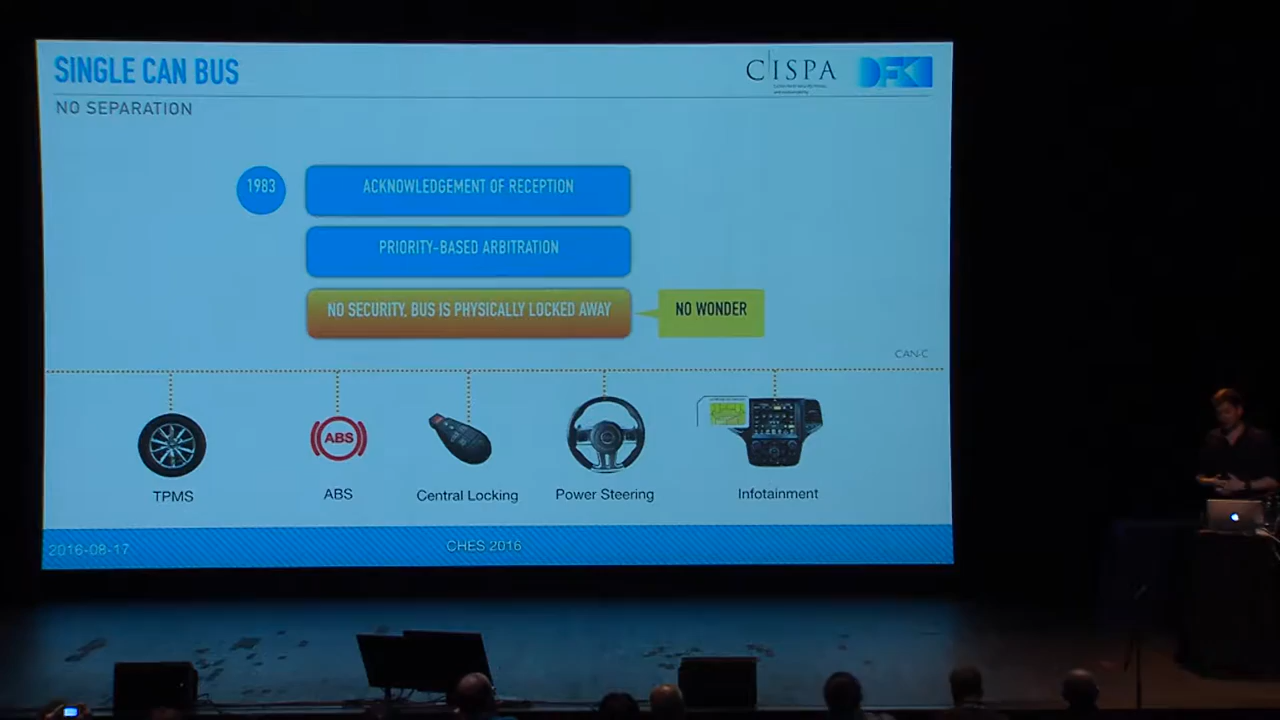 SINGLE CAN BUS
NO SEPARATION
CISPA
DFKI
1983
ACKNOWLEDGEMENT OF RECEPTION
PRIORITY-BASED ARBITRATION
NO SECURITY, BUS IS PHYSICALLY LOCKED AWAY
NO WONDER
CAN-C
ABS
TPMS
ABS
Central Locking
Power Steering
Infotainment
2016-08-17
CHES 2016